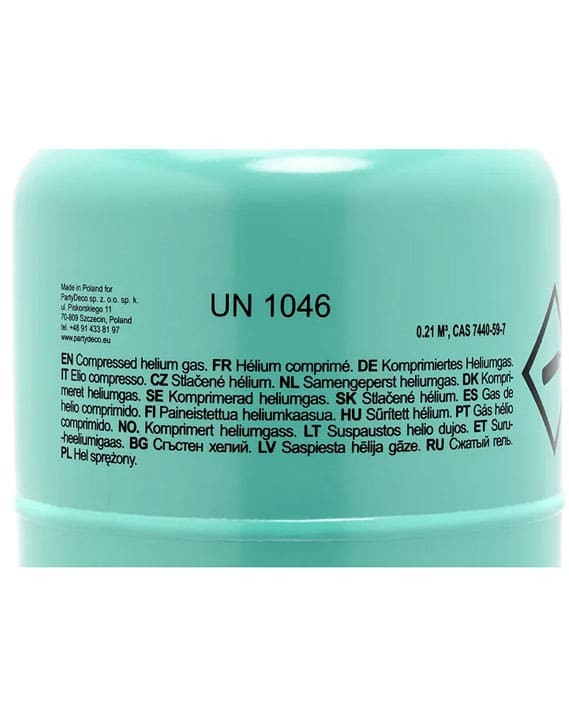 Made in Poland for
PartyDeco sp. z. o.o. sp. k.
ul. Piskorskiego 11
70-809 Szczecin, Poland
tel. +48 91 433 81 97
www.partydeco.eu
UN 1046
0.21 M³, CAS 7440-59-7
EN Compressed helium gas. FR Hélium comprimé. DE Komprimiertes Heliumgas.
IT Elio compresso. CZ Stlačené hélium. NL Samengeperst heliumgas. DK Kompri-
meret heliumgas. SE Komprimerad heliumgas. SK Stlačené hélium. ES Gas de
helio comprimido. FI Paineistettua heliumkaasua. HU Sűrített hélium. PT Gás hélio
comprimido. NO. Komprimert heliumgass. LT Suspaustos helio dujos. ET Suru-
-heeliumigaas. BG Сгъстен хелий. LV Saspiesta hēlija gāze. RU Сжатый гель.
PL Hel sprężony.